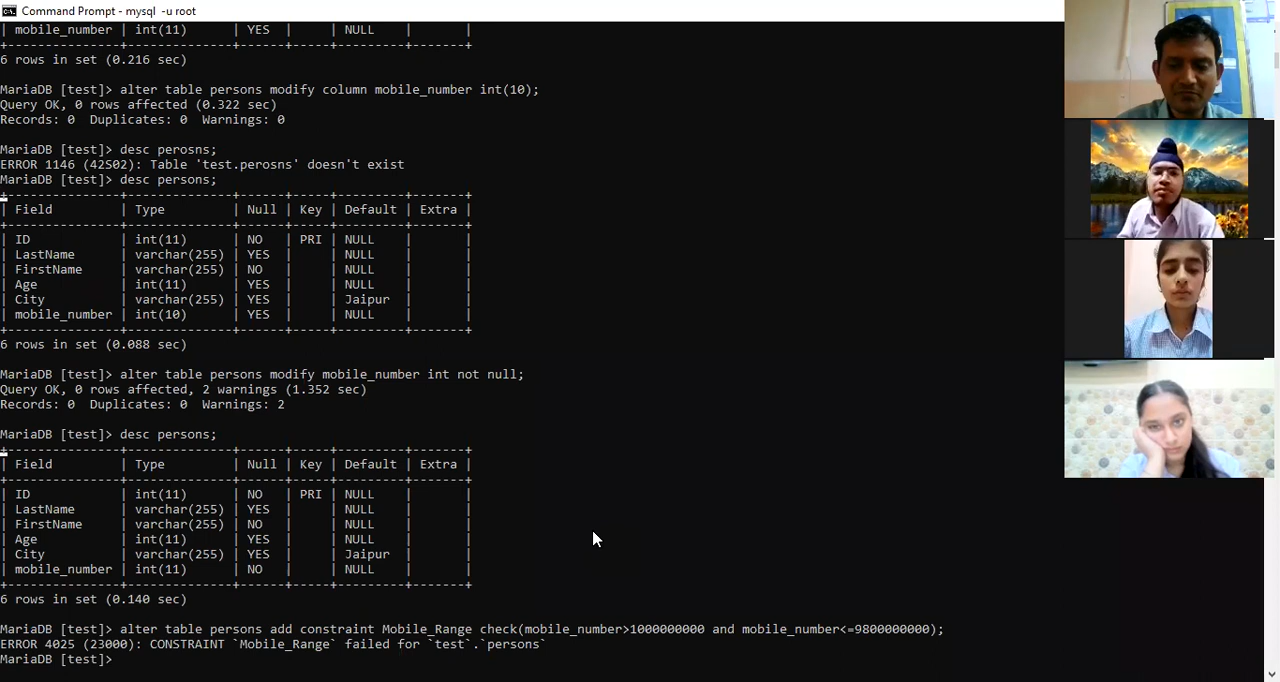 Command Prompt - mysql -u root
| mobile_number | int(11)      | YES  |     | NULL    |       |
+---------------+--------------+------+-----+---------+-------+
6 rows in set (0.216 sec)
MariaDB [test]> alter table persons modify column mobile_number int(10);
Query OK, 0 rows affected (0.322 sec)
Records: 0  Duplicates: 0  Warnings: 0
MariaDB [test]> desc perosns;
ERROR 1146 (42S02): Table 'test.perosns' doesn't exist
MariaDB [test]> desc persons;
+---------------+--------------+------+-----+---------+-------+
| Field         | Type         | Null | Key | Default | Extra |
+---------------+--------------+------+-----+---------+-------+
| ID            | int(11)      | NO   | PRI | NULL    |       |
| LastName      | varchar(255) | YES  |     | NULL    |       |
| FirstName     | varchar(255) | NO   |     | NULL    |       |
| Age           | int(11)      | YES  |     | NULL    |       |
| City          | varchar(255) | YES  |     | Jaipur  |       |
| mobile_number | int(10)      | YES  |     | NULL    |       |
+---------------+--------------+------+-----+---------+-------+
6 rows in set (0.088 sec)
MariaDB [test]> alter table persons modify mobile_number int not null;
Query OK, 0 rows affected, 2 warnings (1.352 sec)
Records: 0  Duplicates: 0  Warnings: 2
MariaDB [test]> desc persons;
+---------------+--------------+------+-----+---------+-------+
| Field         | Type         | Null | Key | Default | Extra |
+---------------+--------------+------+-----+---------+-------+
| ID            | int(11)      | NO   | PRI | NULL    |       |
| LastName      | varchar(255) | YES  |     | NULL    |       |
| FirstName     | varchar(255) | NO   |     | NULL    |       |
| Age           | int(11)      | YES  |     | NULL    |       |
| City          | varchar(255) | YES  |     | Jaipur  |       |
| mobile_number | int(11)      | NO   |     | NULL    |       |
+---------------+--------------+------+-----+---------+-------+
6 rows in set (0.140 sec)
MariaDB [test]> alter table persons add constraint Mobile_Range check(mobile_number>1000000000 and mobile_number<=9800000000);
ERROR 4025 (23000): CONSTRAINT `Mobile_Range` failed for `test`.`persons`
MariaDB [test]>